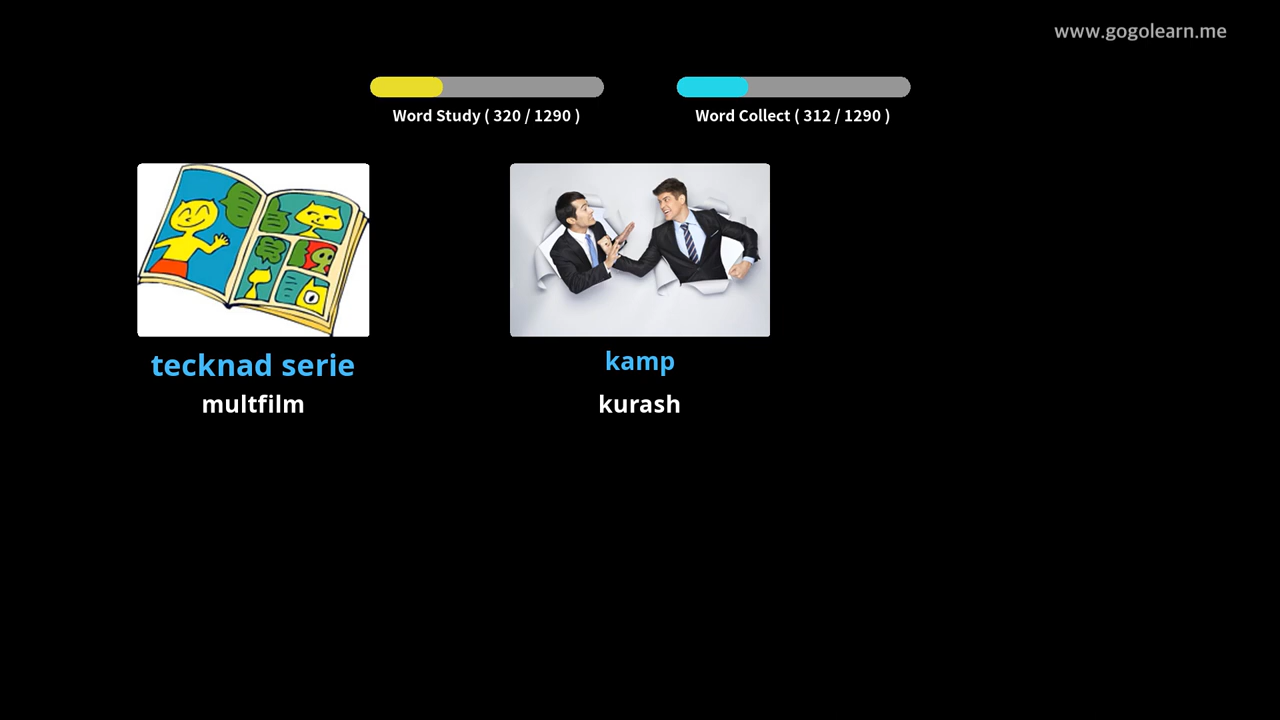 www.gogolearn.me
Word Study ( 320 / 1290 )
Word Collect ( 312 / 1290 )
tecknad serie
multfilm
kamp
kurash